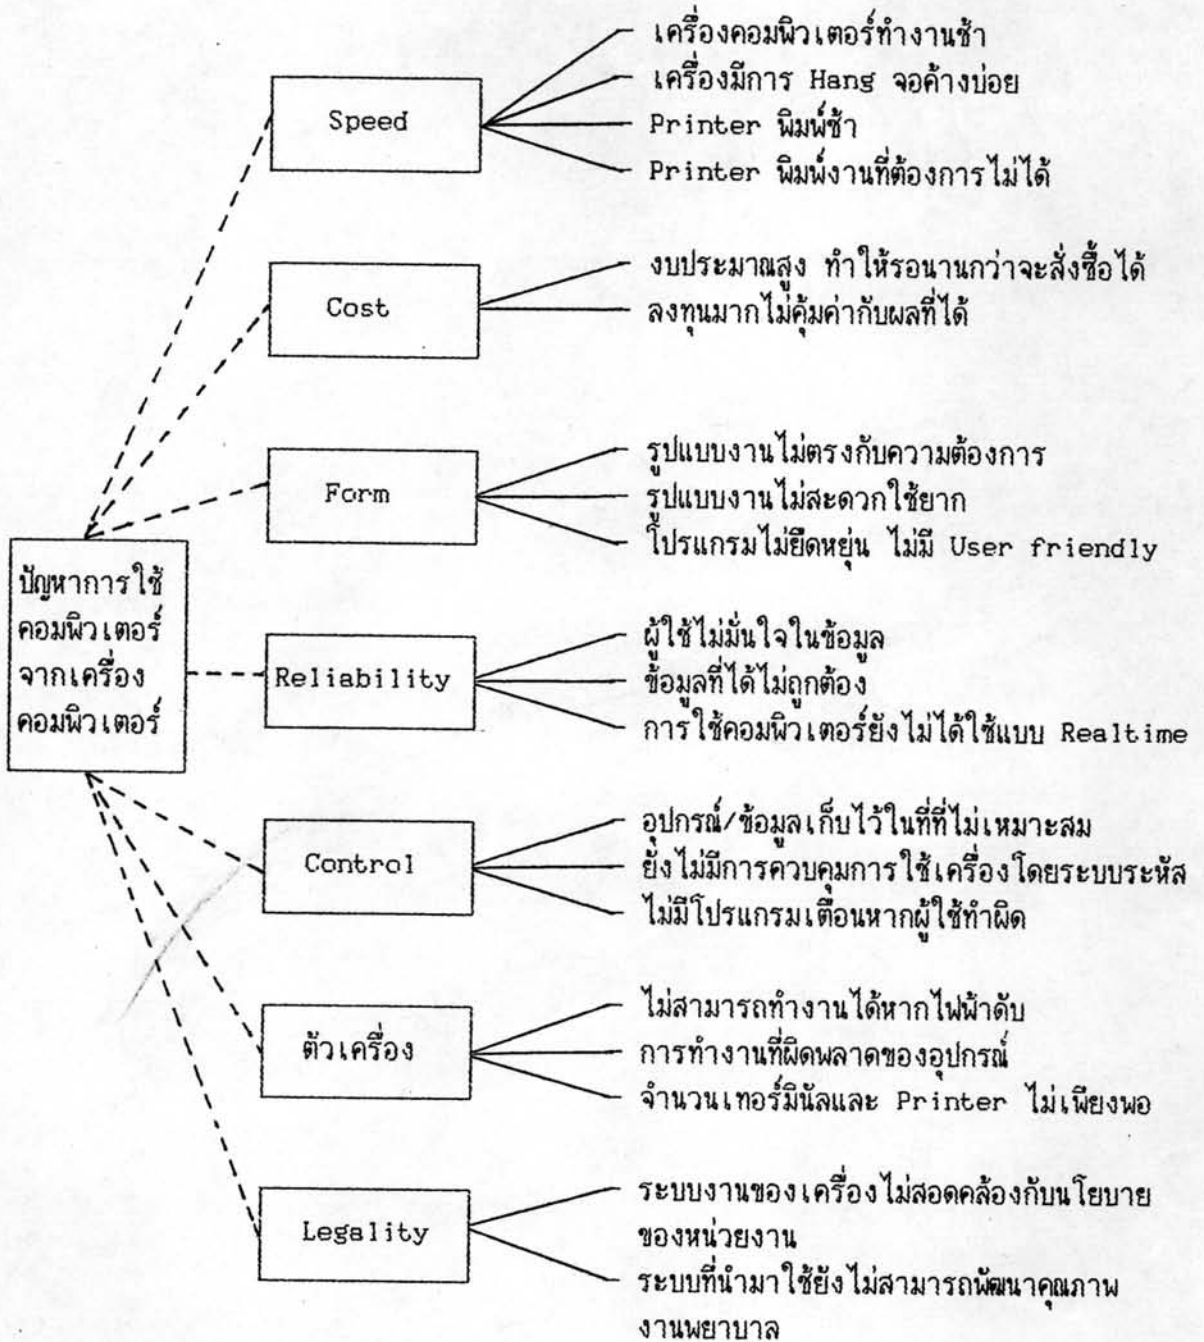 เครื่องคอมพิวเตอร์ทำงานช้า
เครื่องมีการ Hang จอค้างบ่อย
Speed
Printer พิมพ์ช้า
Printer พิมพ์งานที่ต้องการไม่ได้
งบประมาณสูง ทำให้รอนานกว่าจะสั่งซื้อได้
Cost
ลงทุนมากไม่คุ้มค่ากับผลที่ได้
รูปแบบงานไม่ตรงกับความต้องการ
Form
รูปแบบงานไม่สะดวกใช้ยาก
โปรแกรมไม่ยืดหยุ่น ไม่มี User friendly
ปัญหาการใช้
คอมพิวเตอร์
จากเครื่อง
คอมพิวเตอร์
ผู้ใช้ไม่มั่นใจในข้อมูล
Reliability
ข้อมูลที่ได้ไม่ถูกต้อง
การใช้คอมพิวเตอร์ยังไม่ได้ใช้แบบ Realtime
อุปกรณ์/ข้อมูลเก็บไว้ในที่ที่ไม่เหมาะสม
Control
ยังไม่มีการควบคุมการใช้เครื่องโดยระบบระหัส
ไม่มีโปรแกรมเตือนหากผู้ใช้ทำผิด
ไม่สามารถทำงานได้หากไฟฟ้าดับ
ตัวเครื่อง
การทำงานที่ผิดพลาดของอุปกรณ์
จำนวนเทอร์มินัลและ Printer ไม่เพียงพอ
ระบบงานของเครื่องไม่สอดคล้องกับนโยบาย
ของหน่วยงาน
Legality
ระบบที่นำมาใช้ยังไม่สามารถพัฒนาคุณภาพ
งานพยาบาล